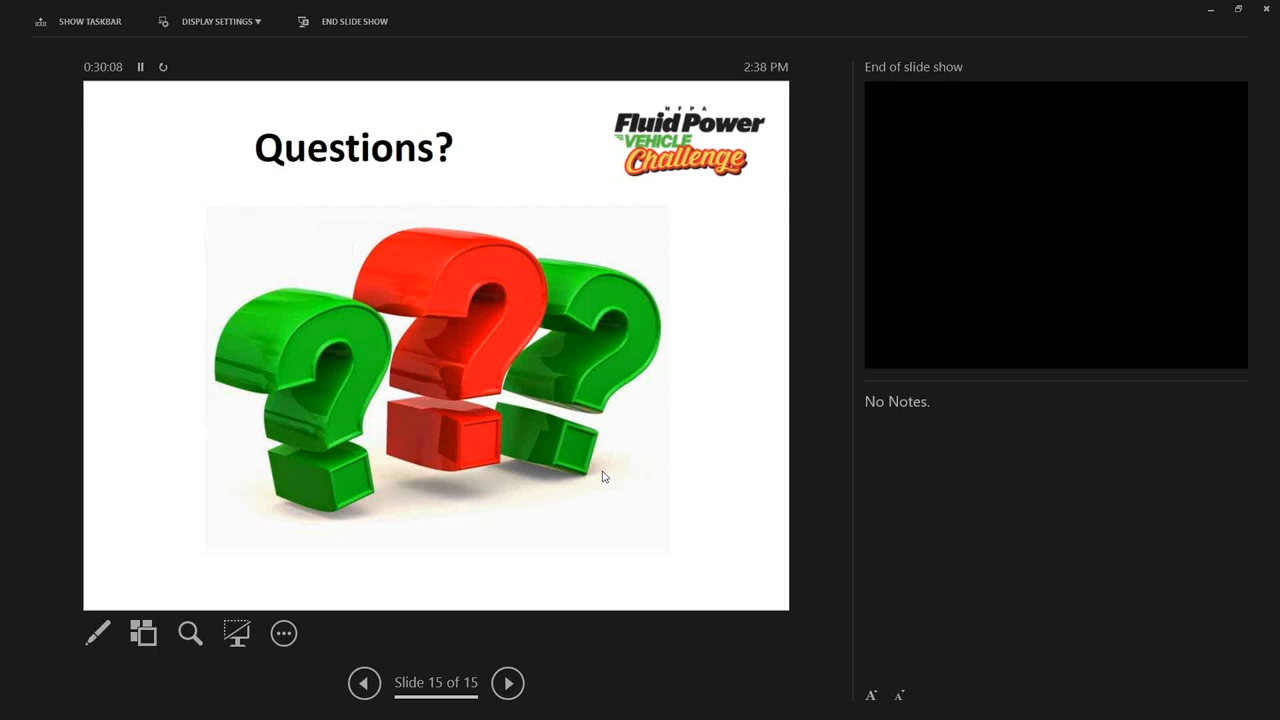 SHOW TASKBAR
DISPLAY SETTINGS ▼
END SLIDE SHOW
0:30:08
2:38 PM
End of slide show
Questions?
NFPA
Fluid Power
VEHICLE
Challenge
? ? ?
No Notes.
Slide 15 of 15
A A